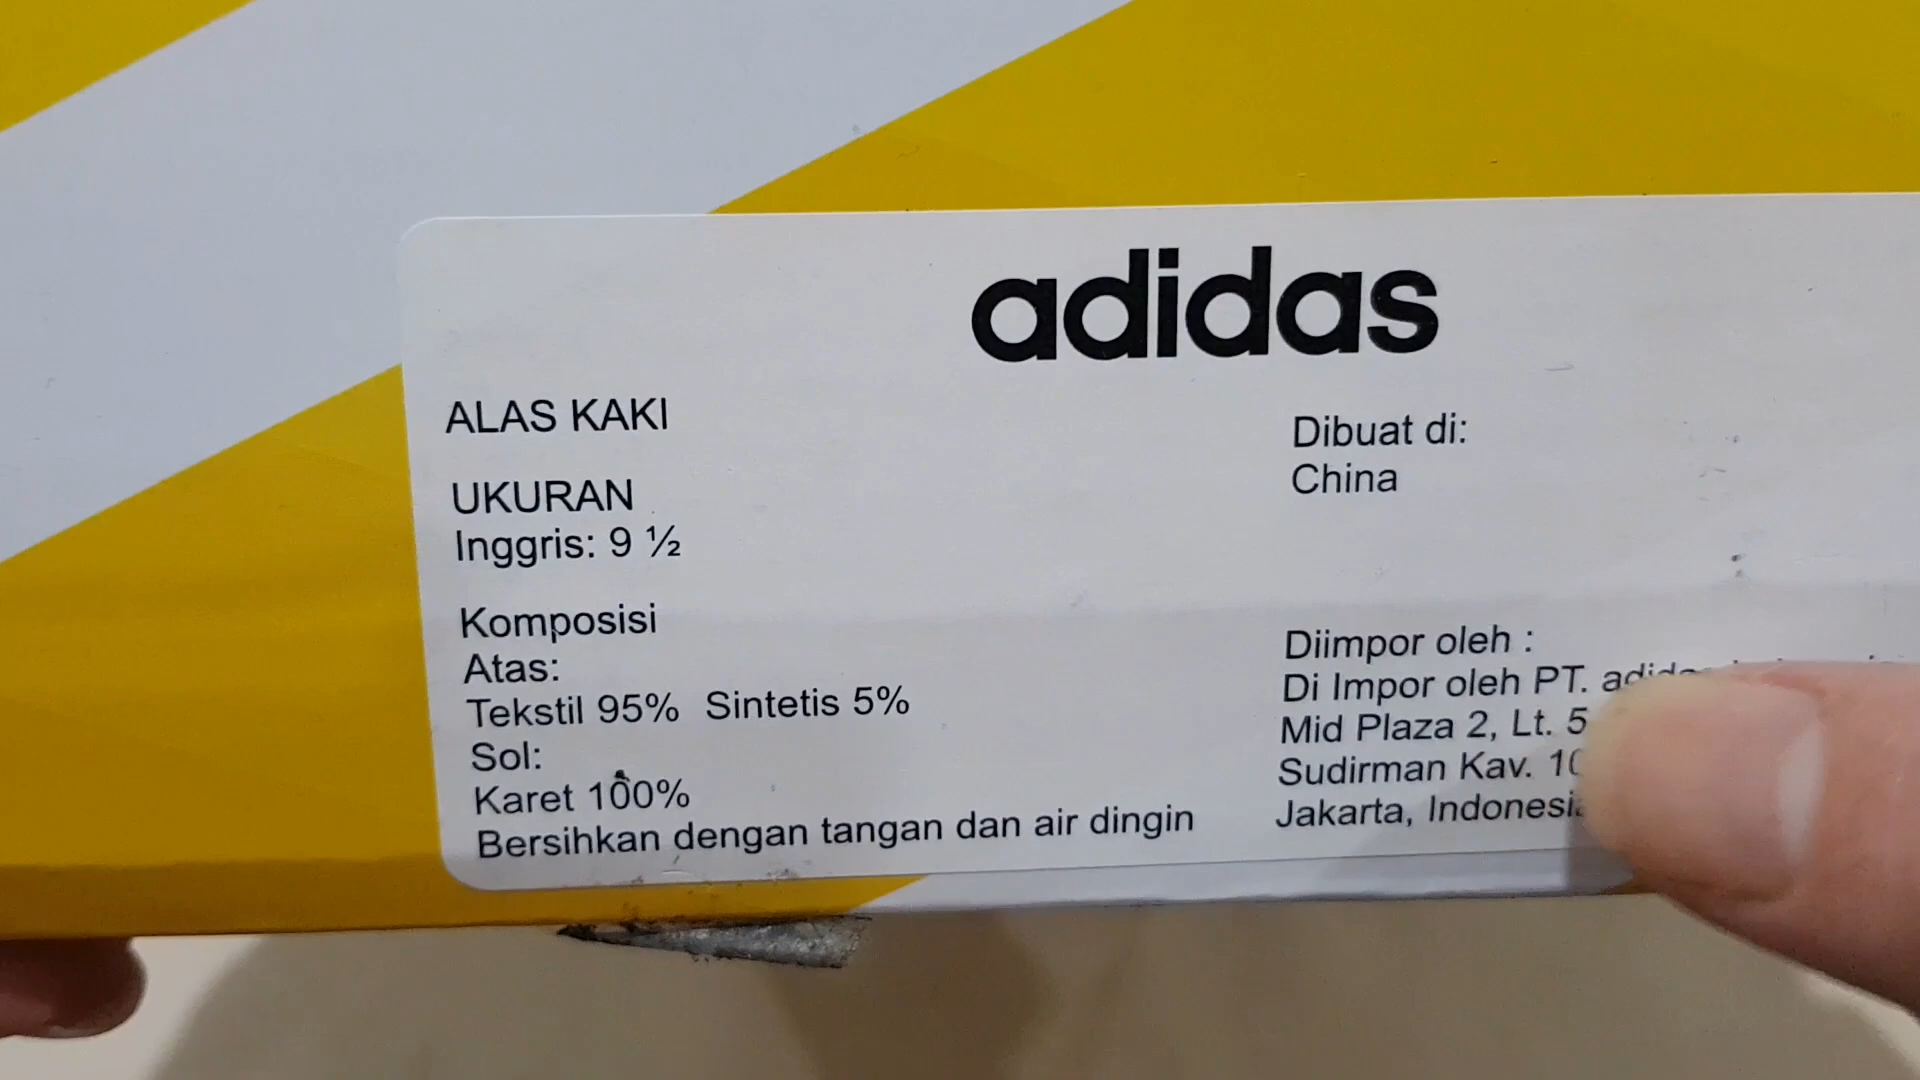 adidas
ALAS KAKI
UKURAN
Inggris: 9 ½
Komposisi
Atas:
Tekstil 95% Sintetis 5%
Sol:
Karet 100%
Bersihkan dengan tangan dan air dingin
Dibuat di:
China
Diimpor oleh :
Di Impor oleh PT. adidas
Mid Plaza 2, Lt. 5
Sudirman Kav.
Jakarta, Indonesia